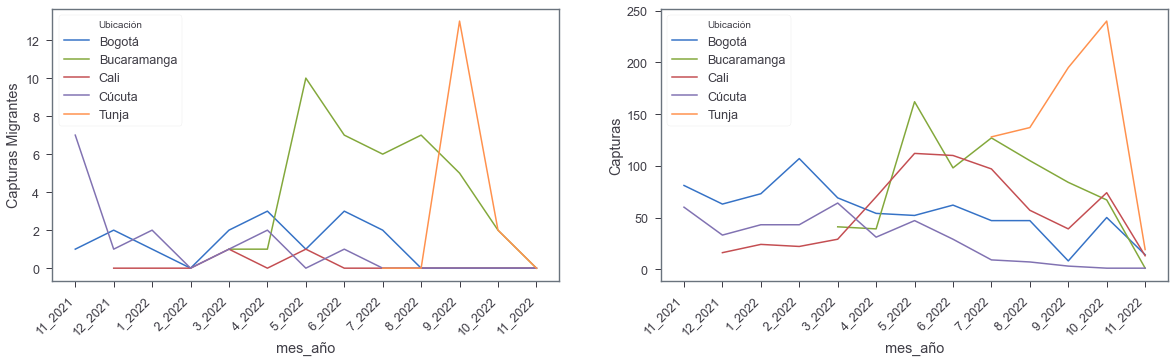 Capturas Migrantes
12
10
8
6
4
2
0
Ubicación
Bogotá
Bucaramanga
Cali
Cúcuta
Tunja
11_2021
12_2021
1_2022
2_2022
3_2022
4_2022
5_2022
6_2022
7_2022
8_2022
9_2022
10_2022
11_2022
mes_año
Capturas
250
200
150
100
50
0
Ubicación
Bogotá
Bucaramanga
Cali
Cúcuta
Tunja
11_2021
12_2021
1_2022
2_2022
3_2022
4_2022
5_2022
6_2022
7_2022
8_2022
9_2022
10_2022
11_2022
mes_año